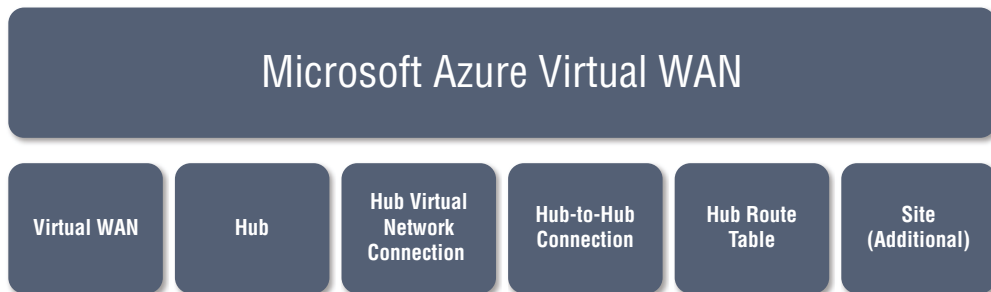 Microsoft Azure Virtual WAN
Virtual WAN
Hub
Hub Virtual
Network
Connection
Hub-to-Hub
Connection
Hub Route
Table
Site
(Additional)